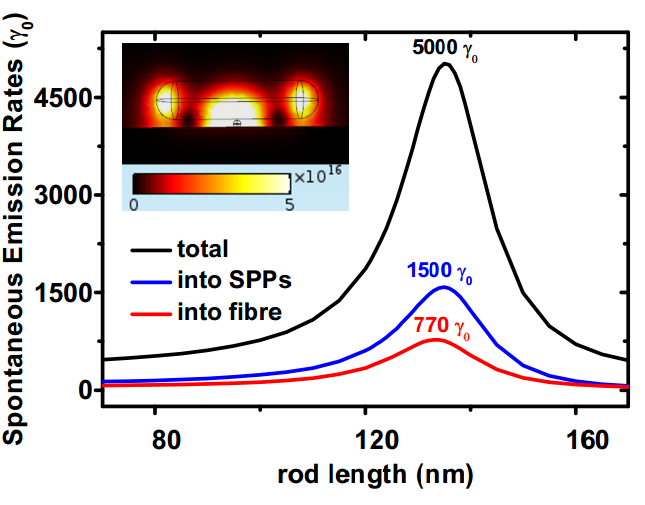 Spontaneous Emission Rates (γ0)
5000 γ0
4500
3000
1500
0
×10^16
0 5
total
into SPPs
into fibre
1500 γ0
770 γ0
80 120 160
rod length (nm)